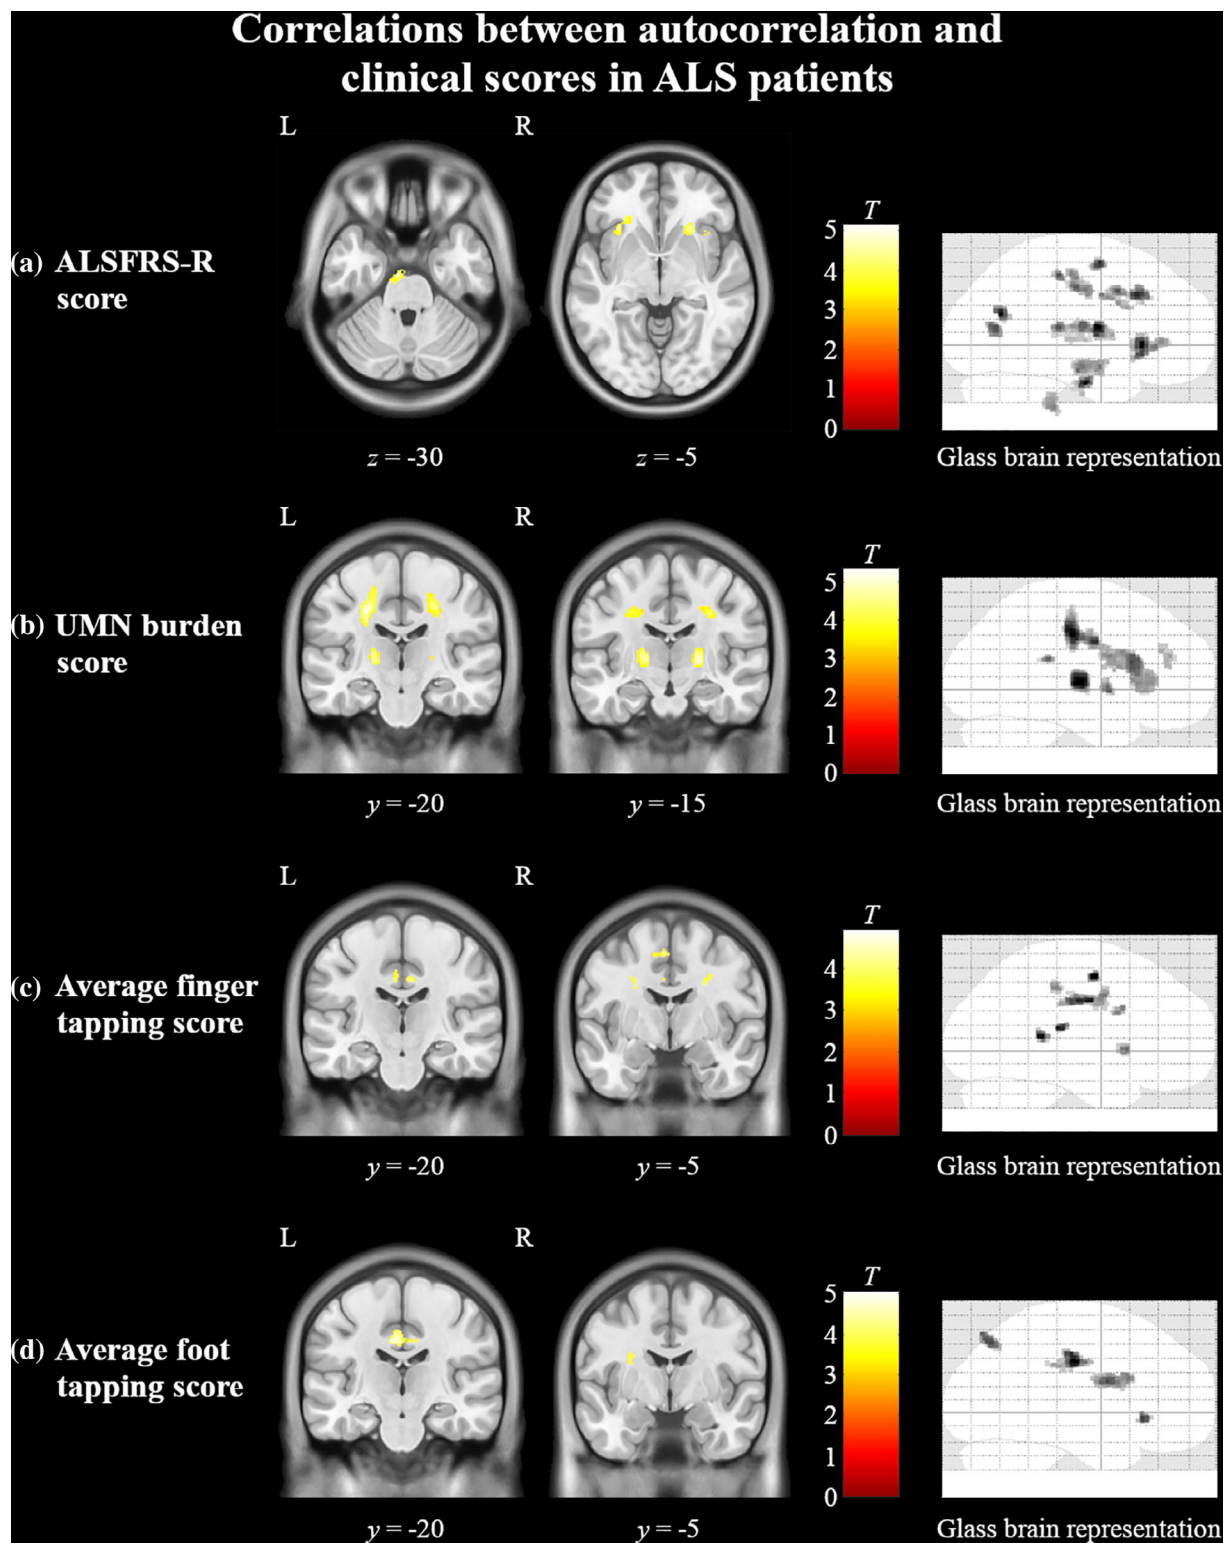 Correlations between autocorrelation and
clinical scores in ALS patients
L R
(a) ALSFRS-R
score
T
5
4
3
2
1
0
z = -30 z = -5 Glass brain representation
L R
(b) UMN burden
score
T
5
4
3
2
1
0
y = -20 y = -15 Glass brain representation
L R
(c) Average finger
tapping score
T
4
3
2
1
0
y = -20 y = -5 Glass brain representation
L R
(d) Average foot
tapping score
T
5
4
3
2
1
0
y = -20 y = -5 Glass brain representation